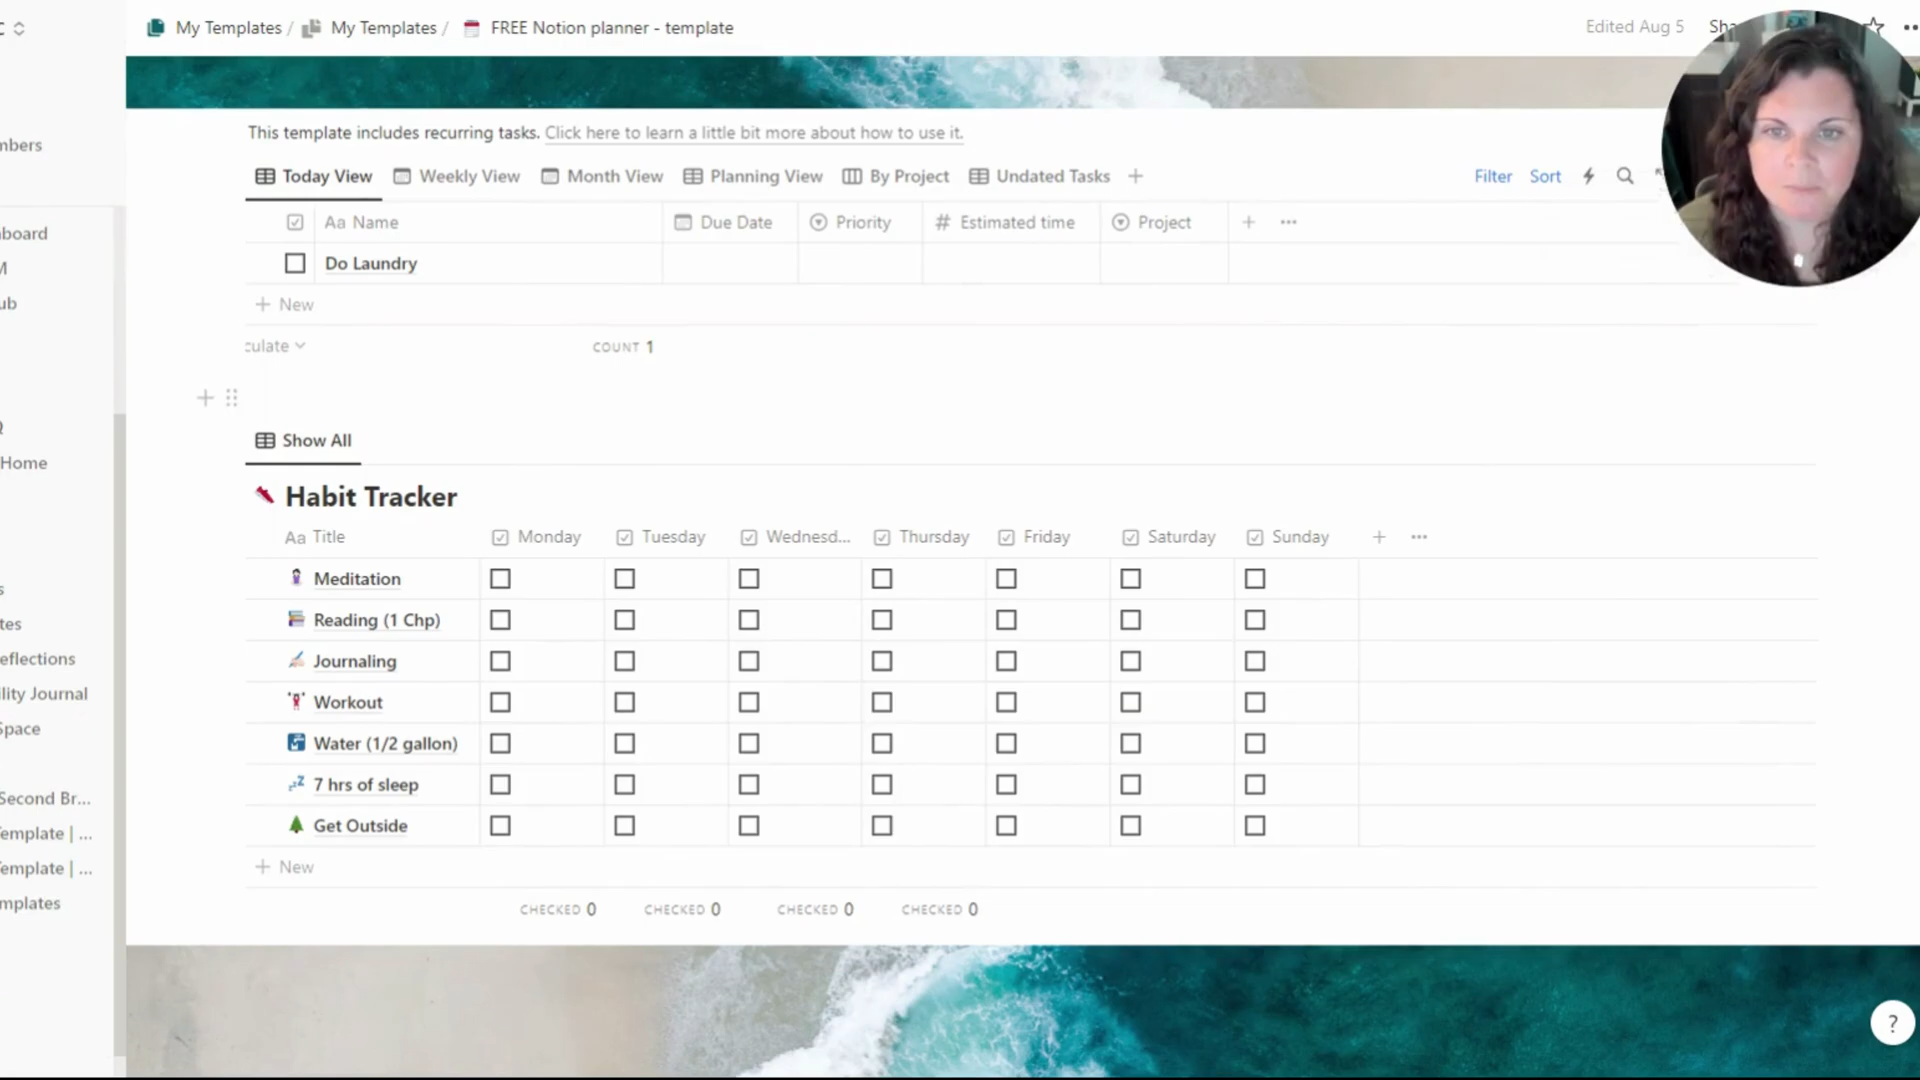 My Templates / My Templates / FREE Notion planner - template
Edited Aug 5
This template includes recurring tasks. Click here to learn a little bit more about how to use it.
Today View Weekly View Month View Planning View By Project Undated Tasks
Filter Sort
Aa Name Due Date Priority # Estimated time Project
Do Laundry
+ New
culate
COUNT 1
Show All
Habit Tracker
Aa Title Monday Tuesday Wednesd... Thursday Friday Saturday Sunday
Meditation
Reading (1 Chp)
Journaling
Workout
Water (1/2 gallon)
7 hrs of sleep
Get Outside
+ New
CHECKED 0 CHECKED 0 CHECKED 0 CHECKED 0
?
nbers
board
M
ub
Home
s
tes
eflections
ility Journal
Space
Second Br...
Template | ...
Template | ...
mplates